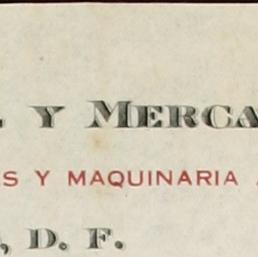 . Y MERCA
S Y MAQUINARIA
, D. F.